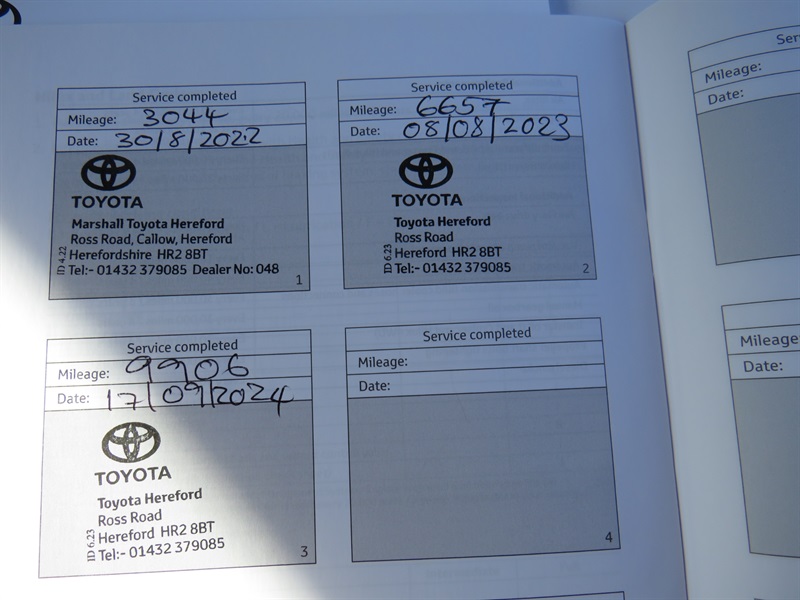 Service completed
Mileage: 3044
Date: 30/8/2022
TOYOTA
Marshall Toyota Hereford
Ross Road, Callow, Hereford
Herefordshire HR2 8BT
Tel:- 01432 379085 Dealer No: 048
ID 4.22
1
Service completed
Mileage: 6657
Date: 08/08/2023
TOYOTA
Toyota Hereford
Ross Road
Hereford HR2 8BT
Tel:- 01432 379085
ID 6.23
2
Service completed
Mileage: 9906
Date: 17/09/2024
TOYOTA
Toyota Hereford
Ross Road
Hereford HR2 8BT
Tel:- 01432 379085
ID 6.23
3
Service completed
Mileage:
Date:
4
Mileage:
Date:
Mileage:
Date: